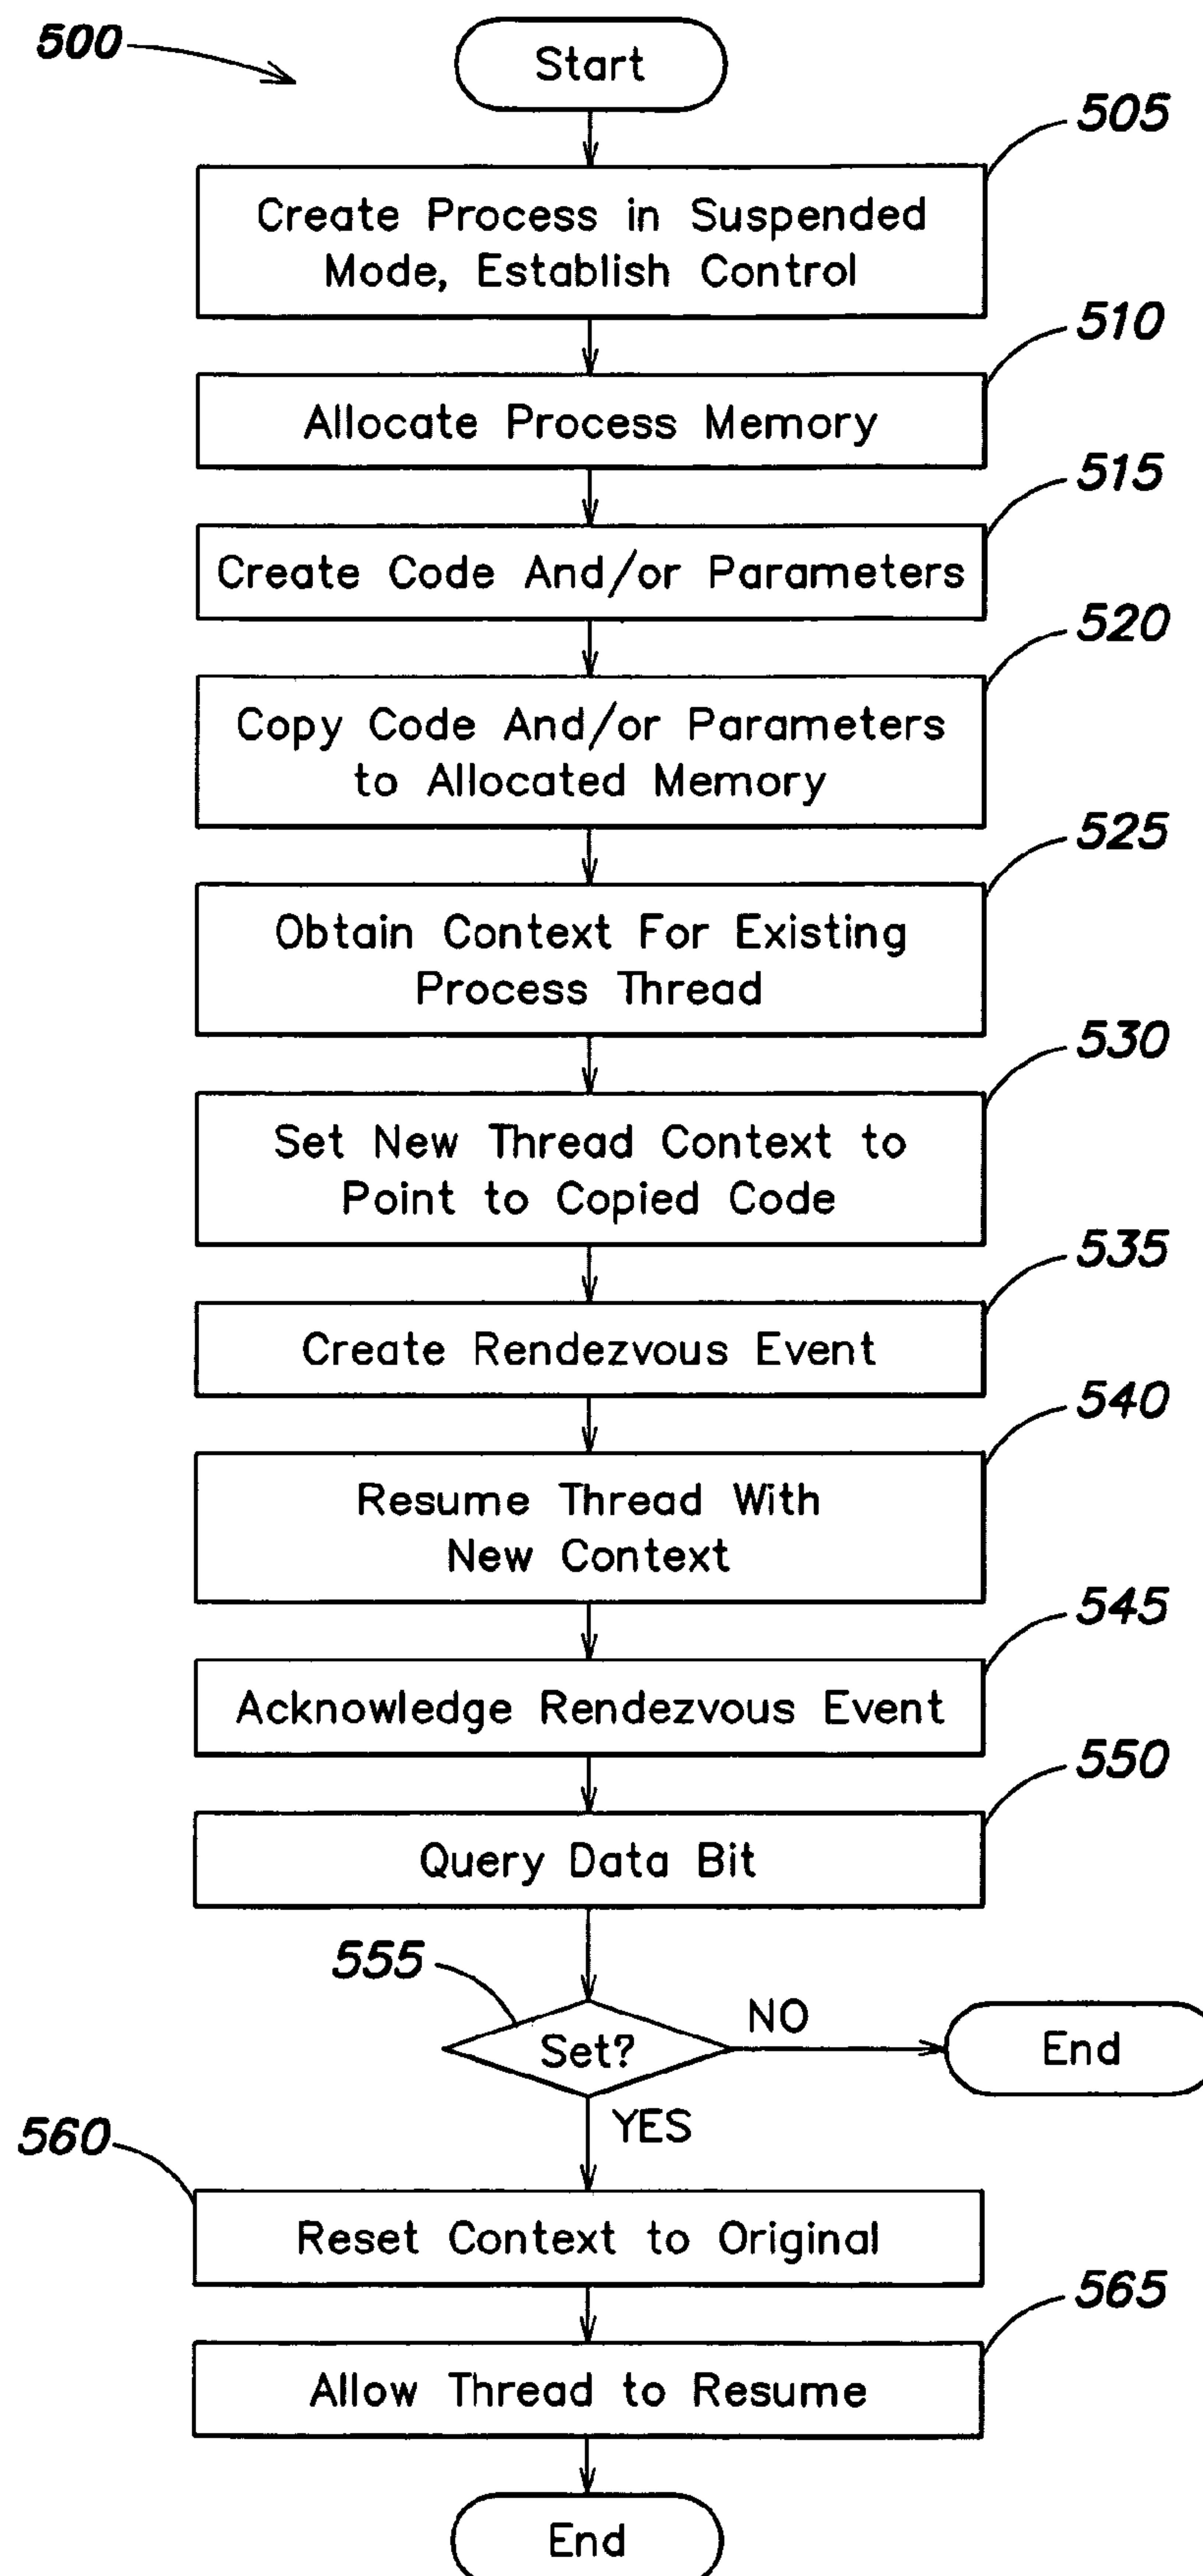 500
Start
505
Create Process in Suspended
Mode, Establish Control
510
Allocate Process Memory
515
Create Code And/or Parameters
520
Copy Code And/or Parameters
to Allocated Memory
525
Obtain Context For Existing
Process Thread
530
Set New Thread Context to
Point to Copied Code
535
Create Rendezvous Event
540
Resume Thread With
New Context
545
Acknowledge Rendezvous Event
550
Query Data Bit
555
Set?
NO
End
YES
560
Reset Context to Original
565
Allow Thread to Resume
End